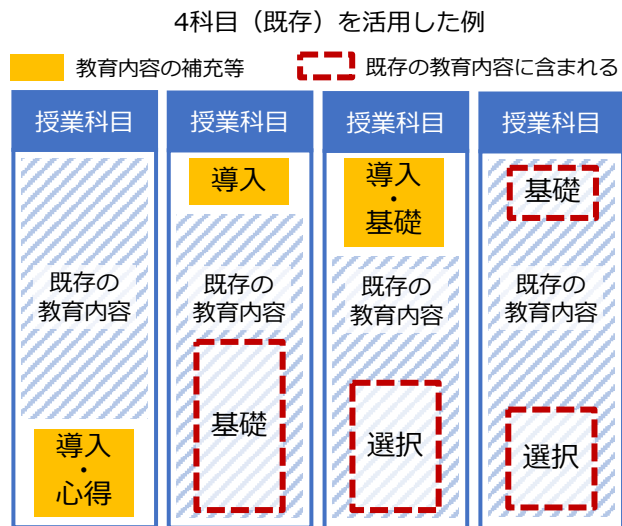 4科目（既存）を活用した例
教育内容の補充等
既存の教育内容に含まれる
授業科目
既存の
教育内容
導入
・
心得
授業科目
導入
既存の
教育内容
基礎
授業科目
導入
・
基礎
既存の
教育内容
選択
授業科目
基礎
既存の
教育内容
選択